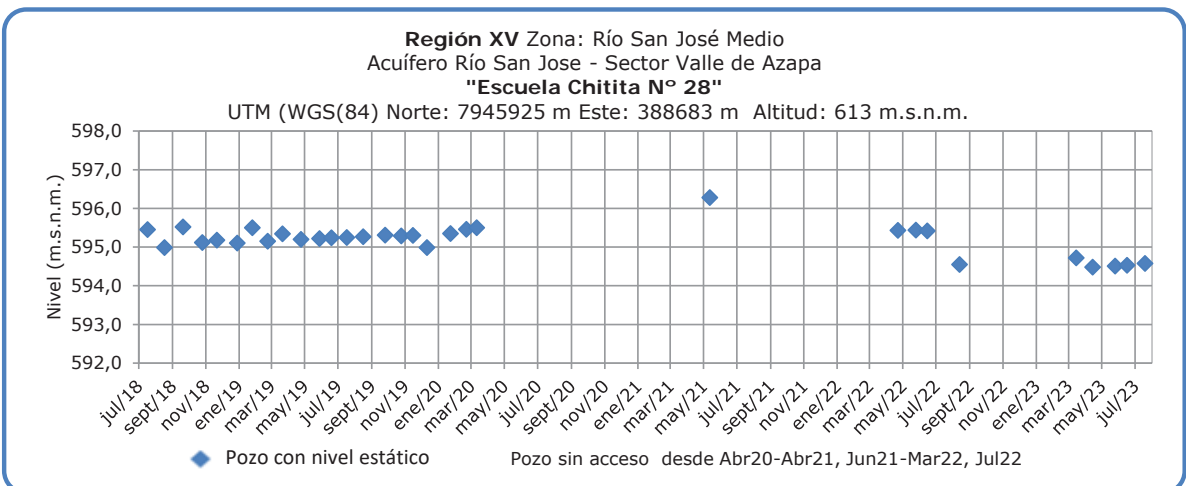 Región XV Zona: Río San José Medio
Acuífero Río San Jose - Sector Valle de Azapa
"Escuela Chitita Nº 28"
UTM (WGS(84) Norte: 7945925 m Este: 388683 m Altitud: 613 m.s.n.m.
Nivel (m.s.n.m.)
598,0
597,0
596,0
595,0
594,0
593,0
592,0
jul/18
sept/18
nov/18
ene/19
mar/19
may/19
jul/19
sept/19
nov/19
ene/20
mar/20
may/20
jul/20
sept/20
nov/20
ene/21
mar/21
may/21
jul/21
sept/21
nov/21
ene/22
mar/22
may/22
jul/22
sept/22
nov/22
ene/23
mar/23
may/23
jul/23
Pozo con nivel estático
Pozo sin acceso desde Abr20-Abr21, Jun21-Mar22, Jul22